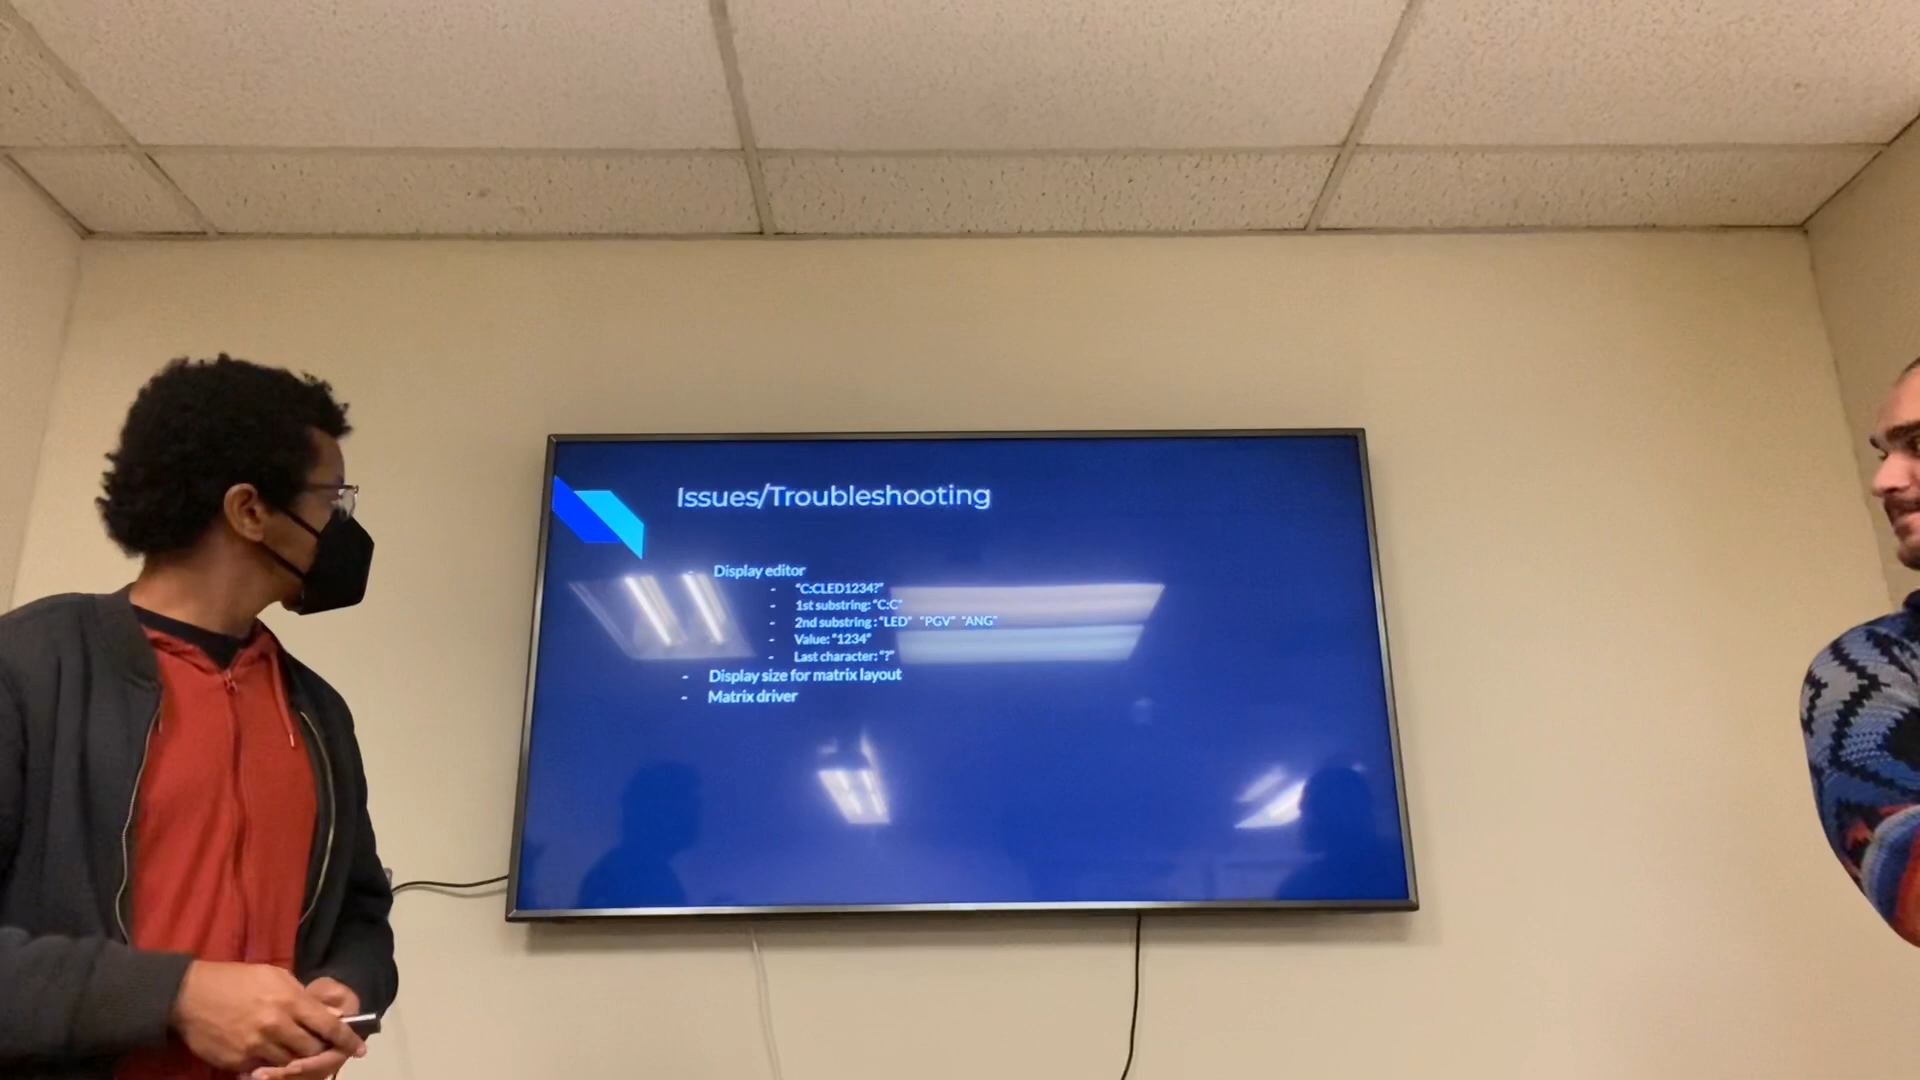 Issues/Troubleshooting
- Display editor
- "C:CLED1234?"
- 1st substring: "C:C"
- 2nd substring : "LED" "PGV" "ANG"
- Value: "1234"
- Last character: "?"
- Display size for matrix layout
- Matrix driver